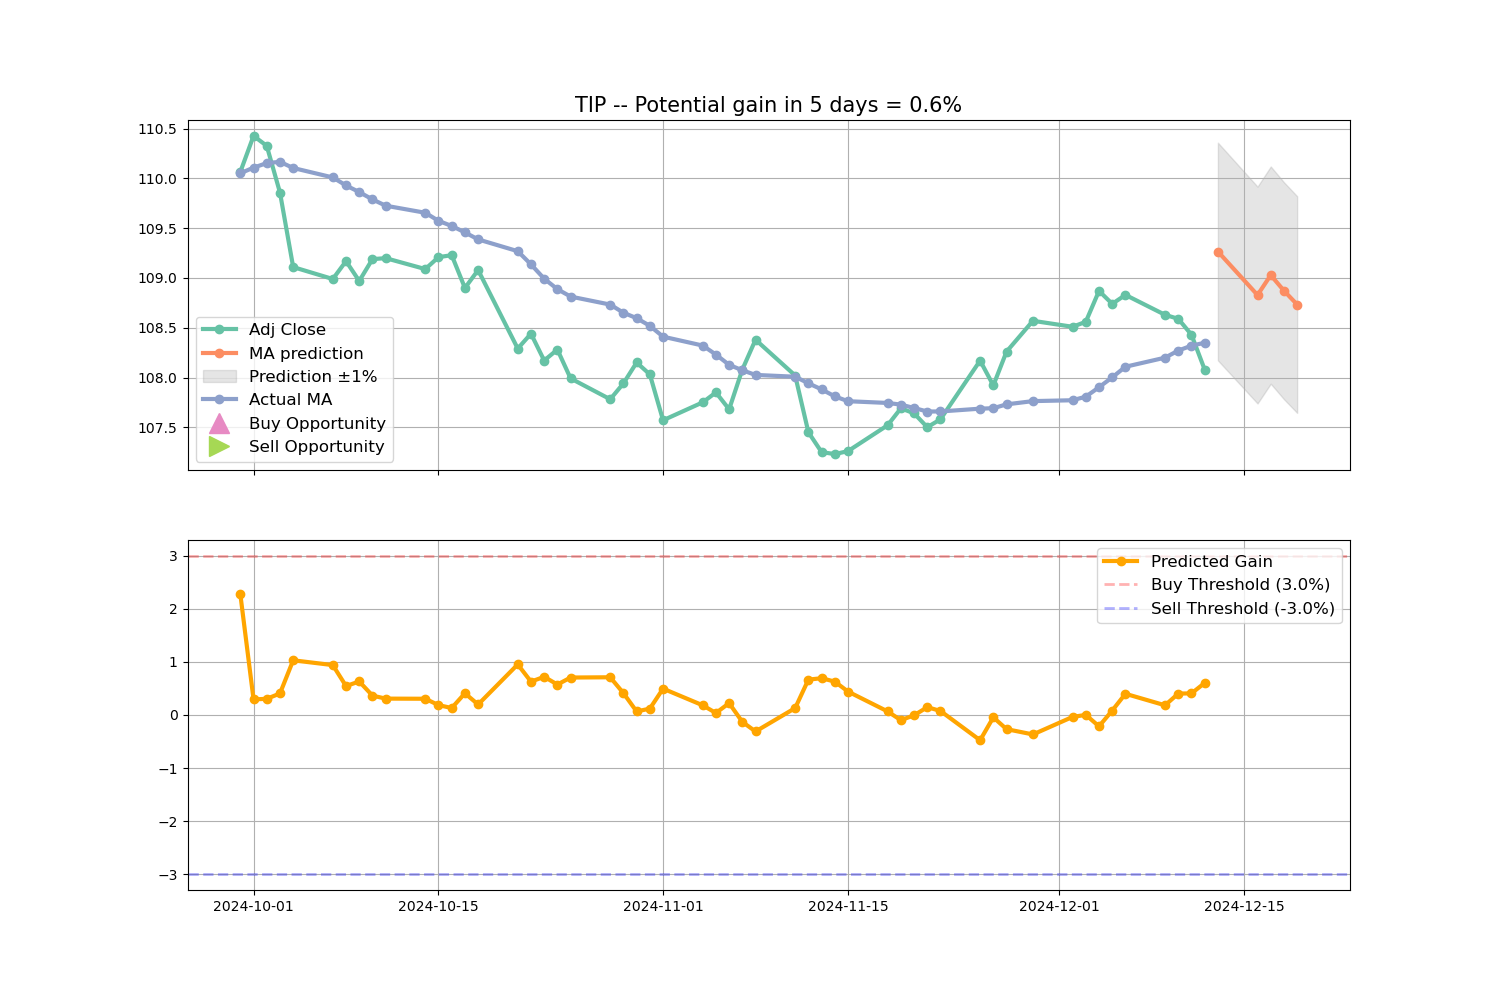 TIP -- Potential gain in 5 days = 0.6%
110.5
110.0
109.5
109.0
108.5
108.0
107.5
Adj Close
MA prediction
Prediction ±1%
Actual MA
Buy Opportunity
Sell Opportunity
3
2
1
0
−1
−2
−3
Predicted Gain
Buy Threshold (3.0%)
Sell Threshold (-3.0%)
2024-10-01 2024-10-15 2024-11-01 2024-11-15 2024-12-01 2024-12-15